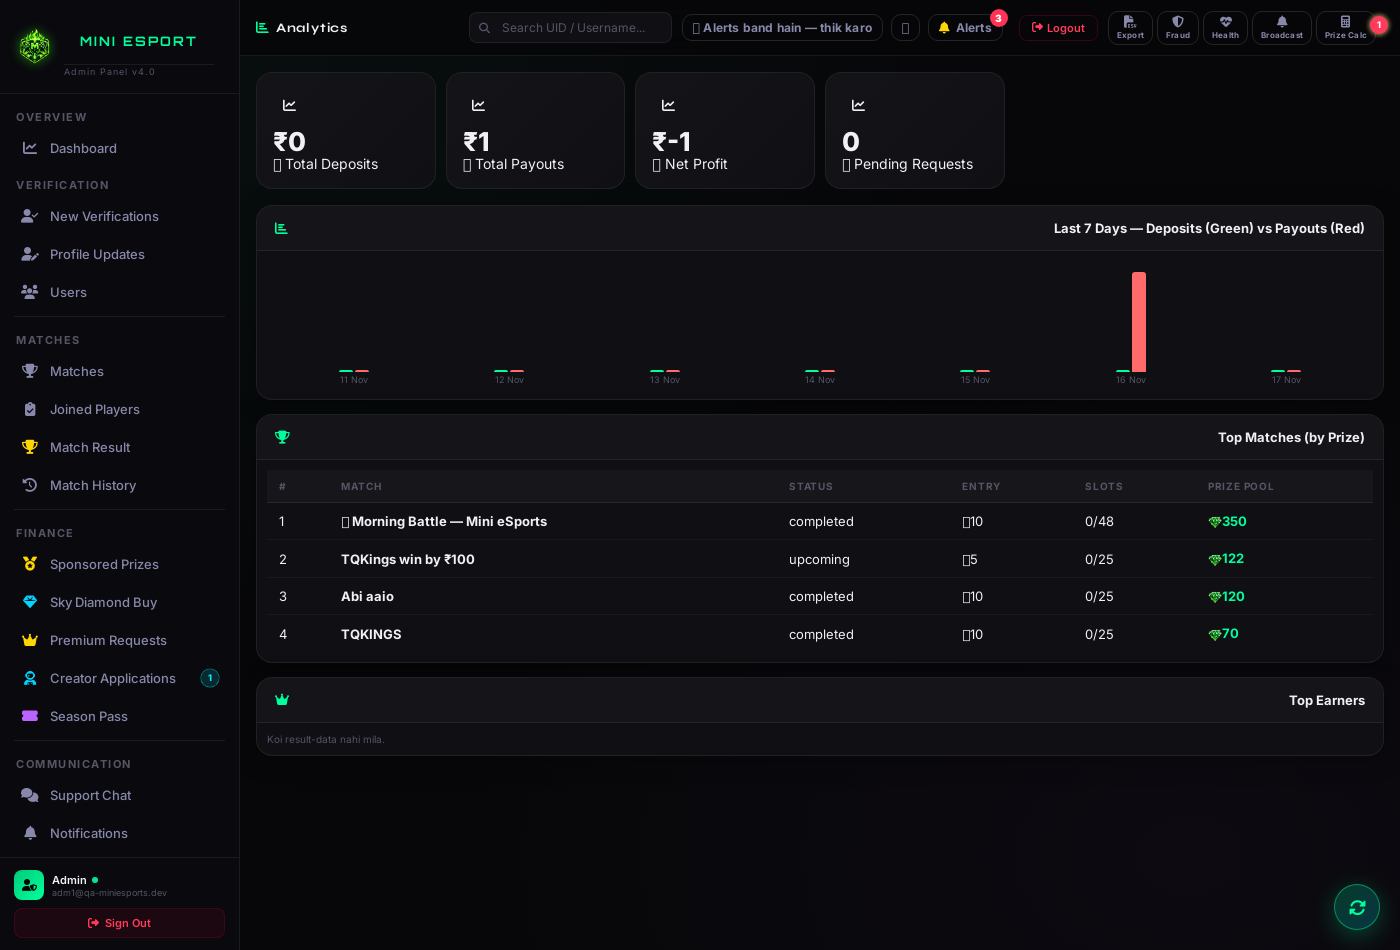 MINI ESPORT
Admin Panel v4.0
OVERVIEW
Dashboard
VERIFICATION
New Verifications
Profile Updates
Users
MATCHES
Matches
Joined Players
Match Result
Match History
FINANCE
Sponsored Prizes
Sky Diamond Buy
Premium Requests
Creator Applications 1
Season Pass
COMMUNICATION
Support Chat
Notifications
Admin
adm1@qa-miniesports.dev
Sign Out
Analytics
Search UID / Username...
Alerts band hain — thik karo
Alerts 3
Logout
Export
Fraud
Health
Broadcast
Prize Calc 1
₹0
Total Deposits
₹1
Total Payouts
₹-1
Net Profit
0
Pending Requests
Last 7 Days — Deposits (Green) vs Payouts (Red)
11 Nov 12 Nov 13 Nov 14 Nov 15 Nov 16 Nov 17 Nov
Top Matches (by Prize)
# MATCH STATUS ENTRY SLOTS PRIZE POOL
1 Morning Battle — Mini eSports completed 10 0/48 350
2 TQKings win by ₹100 upcoming 5 0/25 122
3 Abi aaio completed 10 0/25 120
4 TQKINGS completed 10 0/25 70
Top Earners
Koi result-data nahi mila.